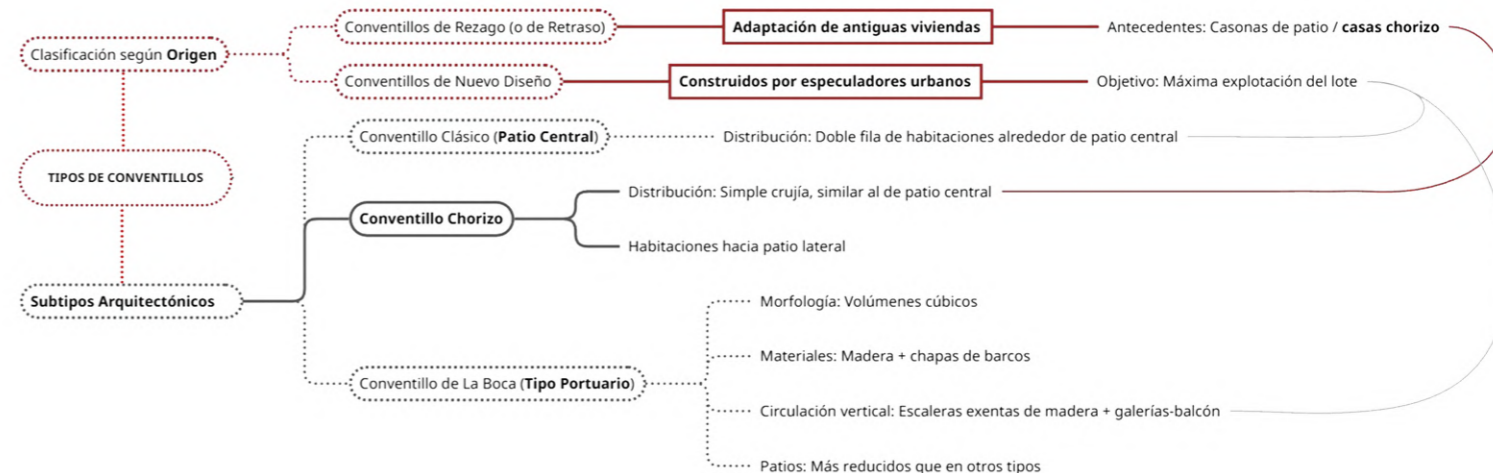 Conventillos de Rezago (o de Retraso)
Adaptación de antiguas viviendas
Antecedentes: Casonas de patio / casas chorizo
Clasificación según Origen
Conventillos de Nuevo Diseño
Construidos por especuladores urbanos
Objetivo: Máxima explotación del lote
Conventillo Clásico (Patio Central)
Distribución: Doble fila de habitaciones alrededor de patio central
TIPOS DE CONVENTILLOS
Distribución: Simple crujía, similar al de patio central
Conventillo Chorizo
Habitaciones hacia patio lateral
Subtipos Arquitectónicos
Morfología: Volúmenes cúbicos
Materiales: Madera + chapas de barcos
Conventillo de La Boca (Tipo Portuario)
Circulación vertical: Escaleras exentas de madera + galerías-balcón
Patios: Más reducidos que en otros tipos